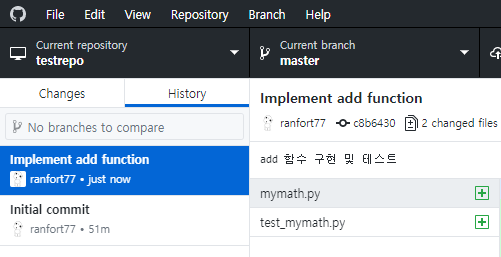 File Edit View Repository Branch Help
Current repository
testrepo
Current branch
master
Changes History
No branches to compare
Implement add function
ranfort77 • just now
Initial commit
ranfort77 • 51m
Implement add function
ranfort77 c8b6430 2 changed files
add 함수 구현 및 테스트
mymath.py
test_mymath.py